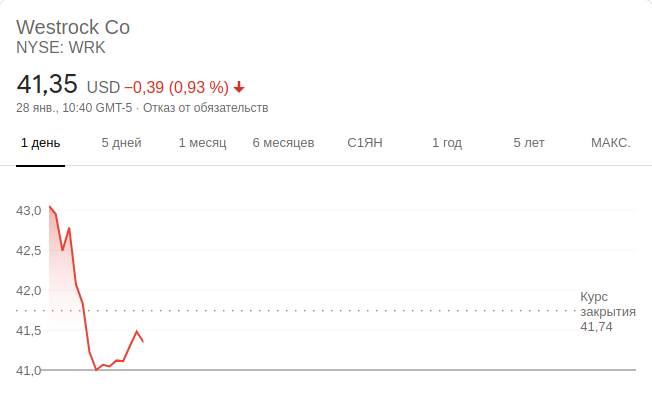 Westrock Co
NYSE: WRK
41,35 USD −0,39 (0,93 %)
28 янв., 10:40 GMT-5 · Отказ от обязательств
1 день 5 дней 1 месяц 6 месяцев С1ЯН 1 год 5 лет МАКС.
43,0
42,5
42,0
41,5
41,0
Курс
закрытия
41,74